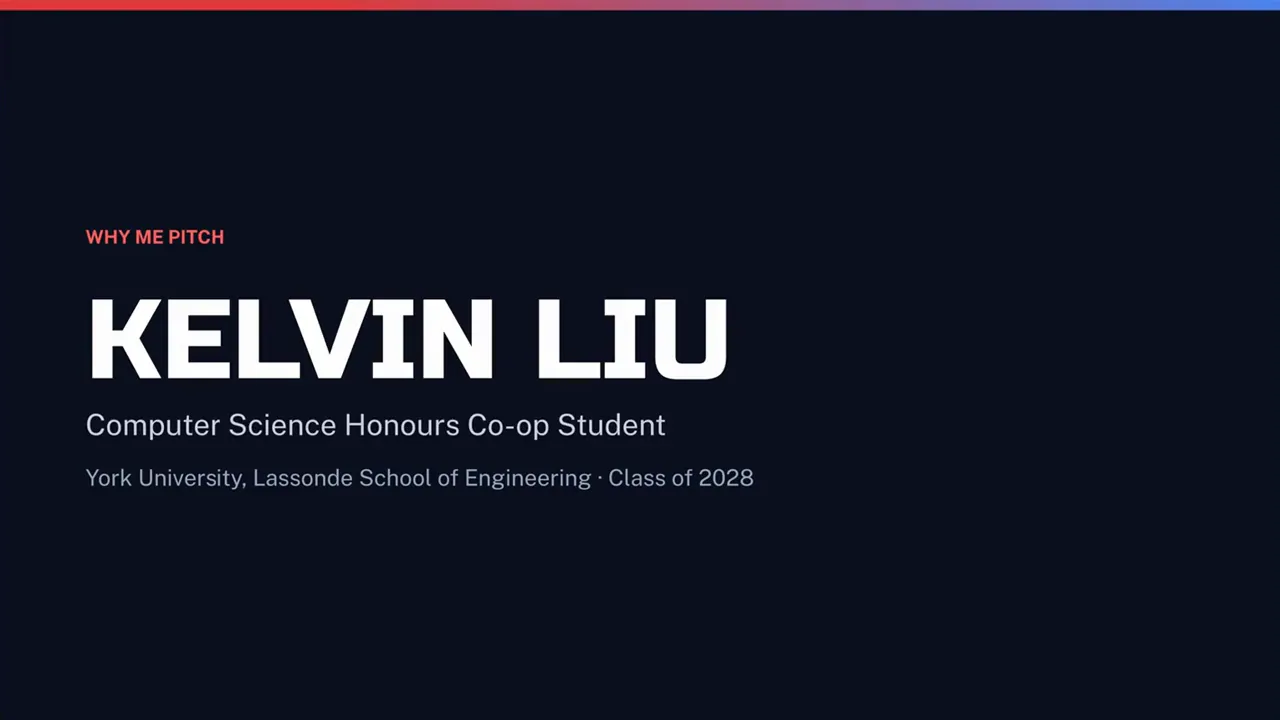 WHY ME PITCH
KELVIN LIU
Computer Science Honours Co-op Student
York University, Lassonde School of Engineering · Class of 2028